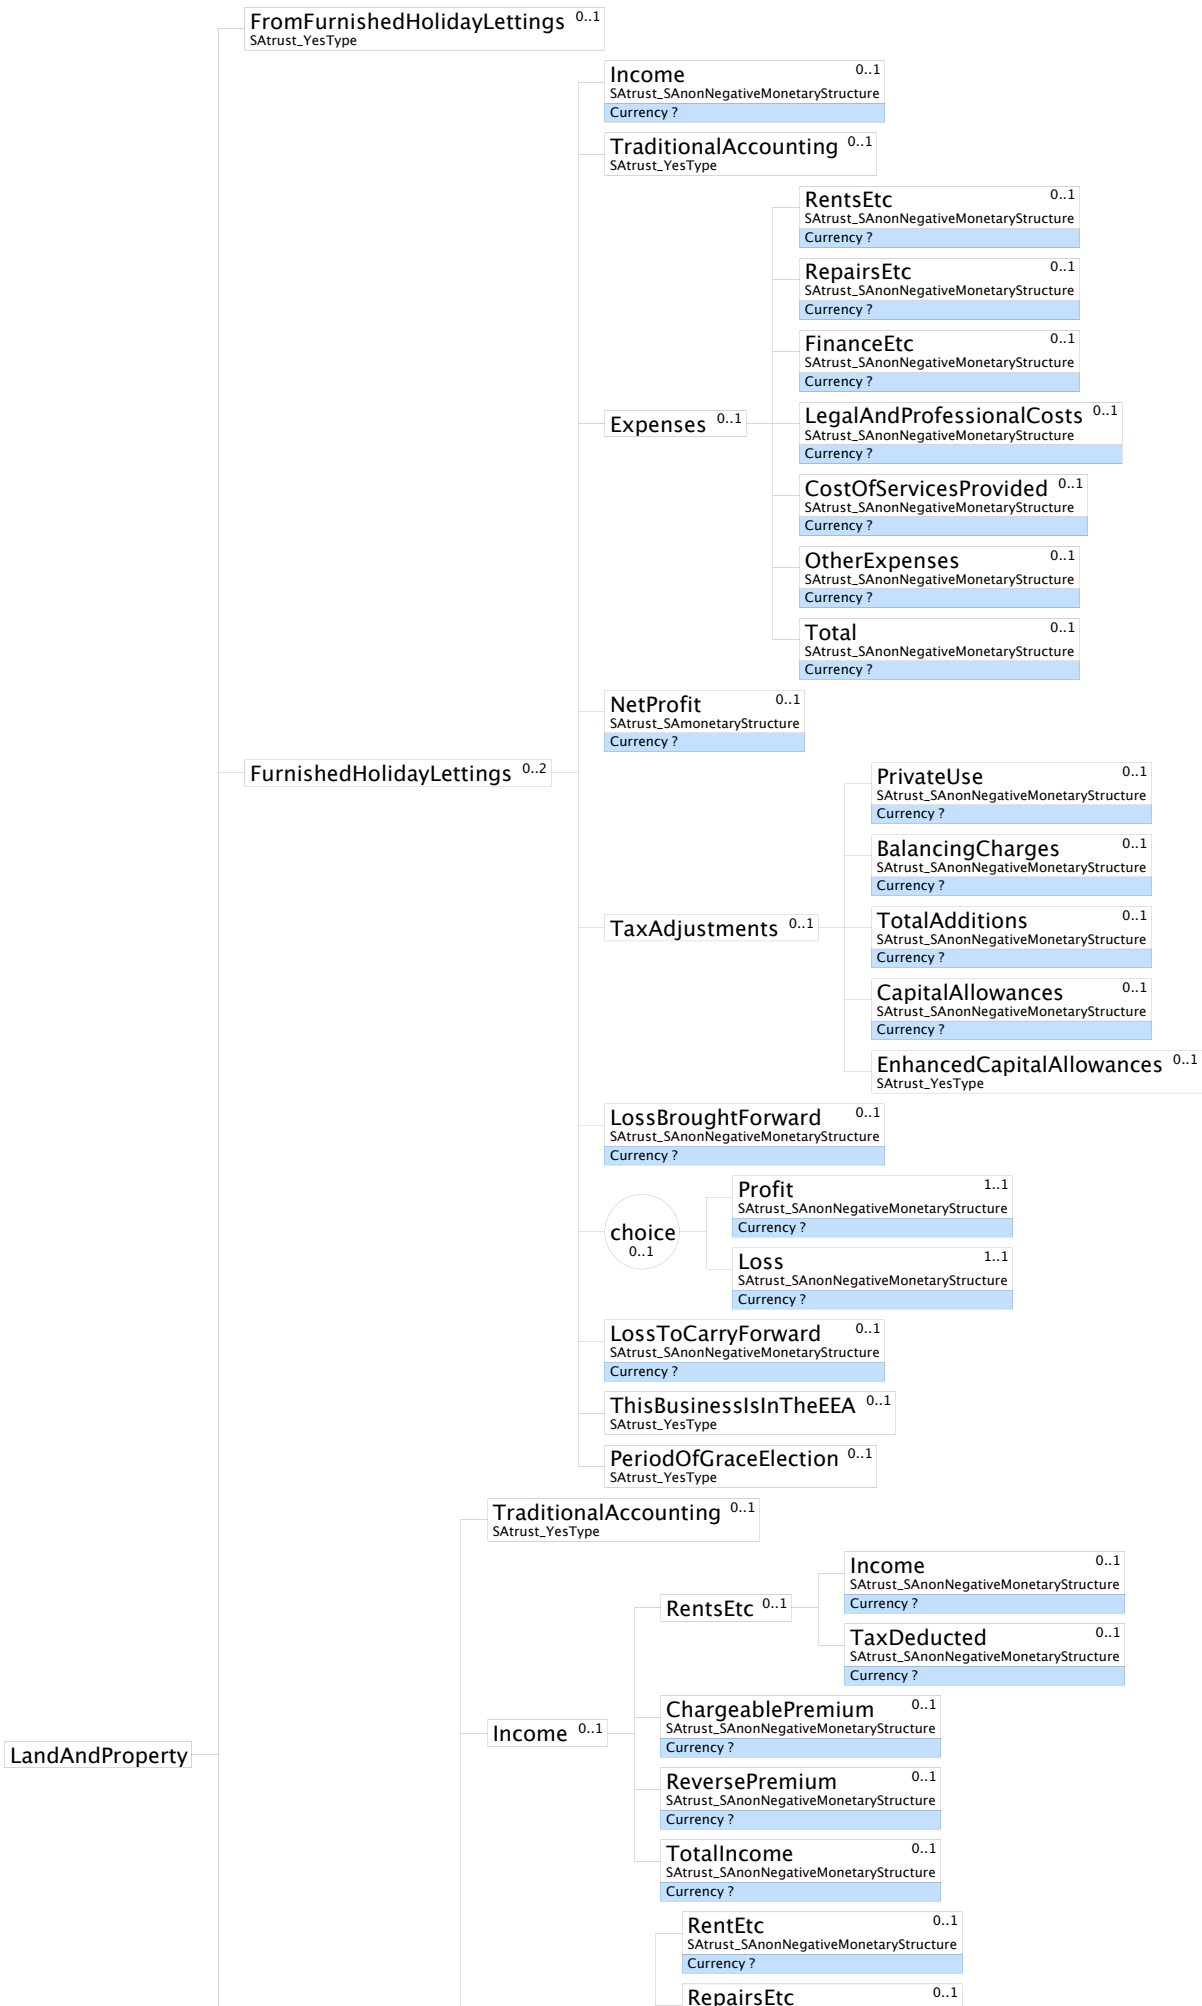 FromFurnishedHolidayLettings 0..1
SAtrust_YesType
Income 0..1
SAtrust_SAnonNegativeMonetaryStructure
Currency ?
TraditionalAccounting 0..1
SAtrust_YesType
RentsEtc 0..1
SAtrust_SAnonNegativeMonetaryStructure
Currency ?
RepairsEtc 0..1
SAtrust_SAnonNegativeMonetaryStructure
Currency ?
FinanceEtc 0..1
SAtrust_SAnonNegativeMonetaryStructure
Currency ?
Expenses 0..1
LegalAndProfessionalCosts 0..1
SAtrust_SAnonNegativeMonetaryStructure
Currency ?
CostOfServicesProvided 0..1
SAtrust_SAnonNegativeMonetaryStructure
Currency ?
OtherExpenses 0..1
SAtrust_SAnonNegativeMonetaryStructure
Currency ?
Total 0..1
SAtrust_SAnonNegativeMonetaryStructure
Currency ?
NetProfit 0..1
SAtrust_SAmonetaryStructure
Currency ?
FurnishedHolidayLettings 0..2
PrivateUse 0..1
SAtrust_SAnonNegativeMonetaryStructure
Currency ?
BalancingCharges 0..1
SAtrust_SAnonNegativeMonetaryStructure
Currency ?
TaxAdjustments 0..1
TotalAdditions 0..1
SAtrust_SAnonNegativeMonetaryStructure
Currency ?
CapitalAllowances 0..1
SAtrust_SAnonNegativeMonetaryStructure
Currency ?
EnhancedCapitalAllowances 0..1
SAtrust_YesType
LossBroughtForward 0..1
SAtrust_SAnonNegativeMonetaryStructure
Currency ?
choice
0..1
Profit 1..1
SAtrust_SAnonNegativeMonetaryStructure
Currency ?
Loss 1..1
SAtrust_SAnonNegativeMonetaryStructure
Currency ?
LossToCarryForward 0..1
SAtrust_SAnonNegativeMonetaryStructure
Currency ?
ThisBusinessIsInTheEEA 0..1
SAtrust_YesType
PeriodOfGraceElection 0..1
SAtrust_YesType
TraditionalAccounting 0..1
SAtrust_YesType
RentsEtc 0..1
Income 0..1
SAtrust_SAnonNegativeMonetaryStructure
Currency ?
TaxDeducted 0..1
SAtrust_SAnonNegativeMonetaryStructure
Currency ?
ChargeablePremium 0..1
SAtrust_SAnonNegativeMonetaryStructure
Currency ?
Income 0..1
LandAndProperty
ReversePremium 0..1
SAtrust_SAnonNegativeMonetaryStructure
Currency ?
TotalIncome 0..1
SAtrust_SAnonNegativeMonetaryStructure
Currency ?
RentEtc 0..1
SAtrust_SAnonNegativeMonetaryStructure
Currency ?
RepairsEtc 0..1